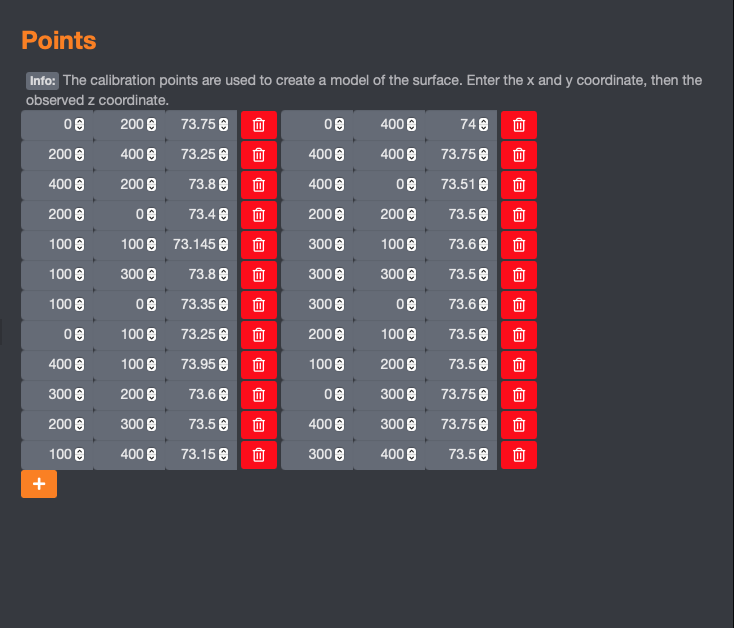 Points
Info: The calibration points are used to create a model of the surface. Enter the x and y coordinate, then the
observed z coordinate.
0 200 73.75 0 400 74
200 400 73.25 400 400 73.75
400 200 73.8 400 0 73.51
200 0 73.4 200 200 73.5
100 100 73.145 300 100 73.6
100 300 73.8 300 300 73.5
100 0 73.35 300 0 73.6
0 100 73.25 200 100 73.5
400 100 73.95 100 200 73.5
300 200 73.6 0 300 73.75
200 300 73.5 400 300 73.75
100 400 73.15 300 400 73.5
+